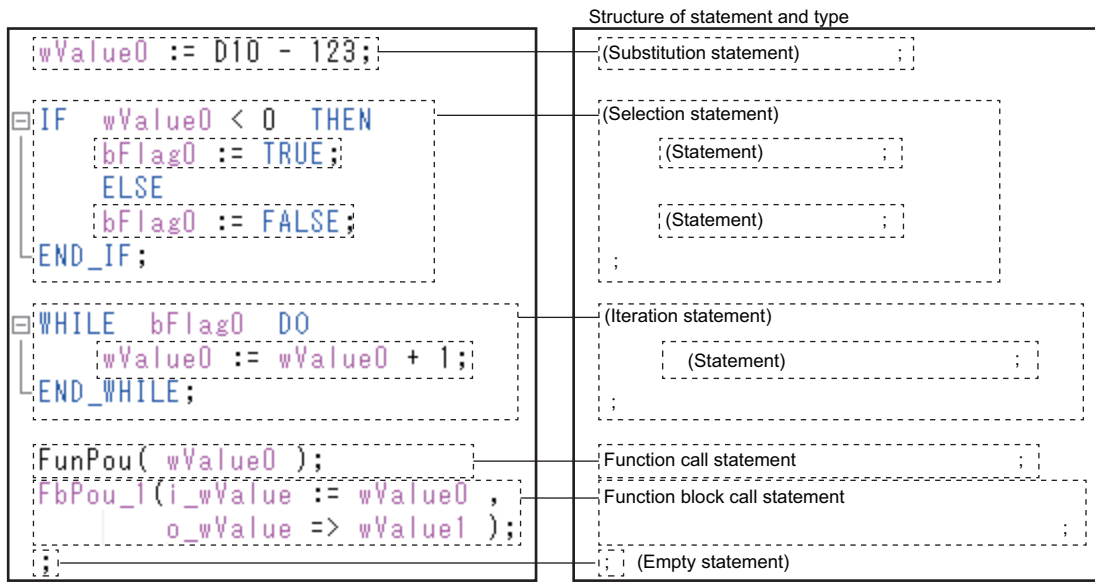 Structure of statement and type
wValue0 := D10 - 123;
(Substitution statement) ;
IF wValue0 < 0 THEN
(Selection statement)
bFlag0 := TRUE;
(Statement) ;
ELSE
bFlag0 := FALSE;
(Statement) ;
END_IF;
;
WHILE bFlag0 DO
(Iteration statement)
wValue0 := wValue0 + 1;
(Statement) ;
END_WHILE;
;
FunPou( wValue0 );
Function call statement ;
FbPou_1(i_wValue := wValue0 ,
Function block call statement
o_wValue => wValue1 );
;
;
; (Empty statement)